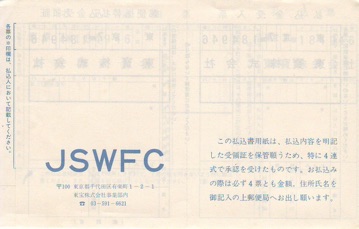 各票の※印欄は、払込人において記載してください。
JSWFC
〒100 東京都千代田区有楽町1-2-1
東宝株式会社事業部内
☎ 03-591-
この払込書用紙は、払込内容を明記
した受領証を保管願うため、特に4連
式で承認を受けたものです。お払込み
の際は必ず4票とも金額、住所氏名を
御記入の上郵便局へお出し願います。